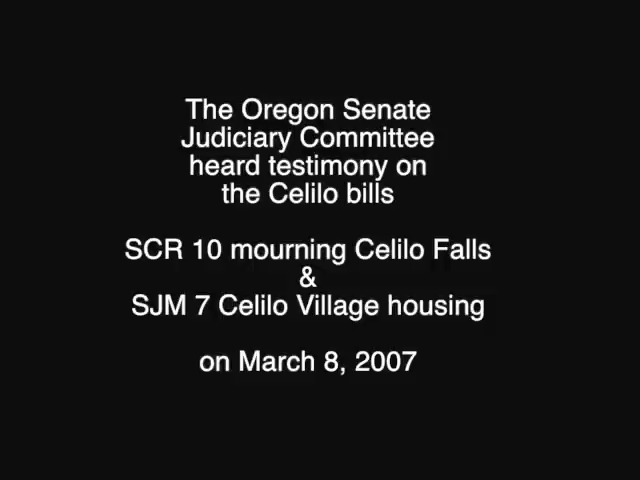 The Oregon Senate
Judiciary Committee
heard testimony on
the Celilo bills
SCR 10 mourning Celilo Falls
&
SJM 7 Celilo Village housing
on March 8, 2007